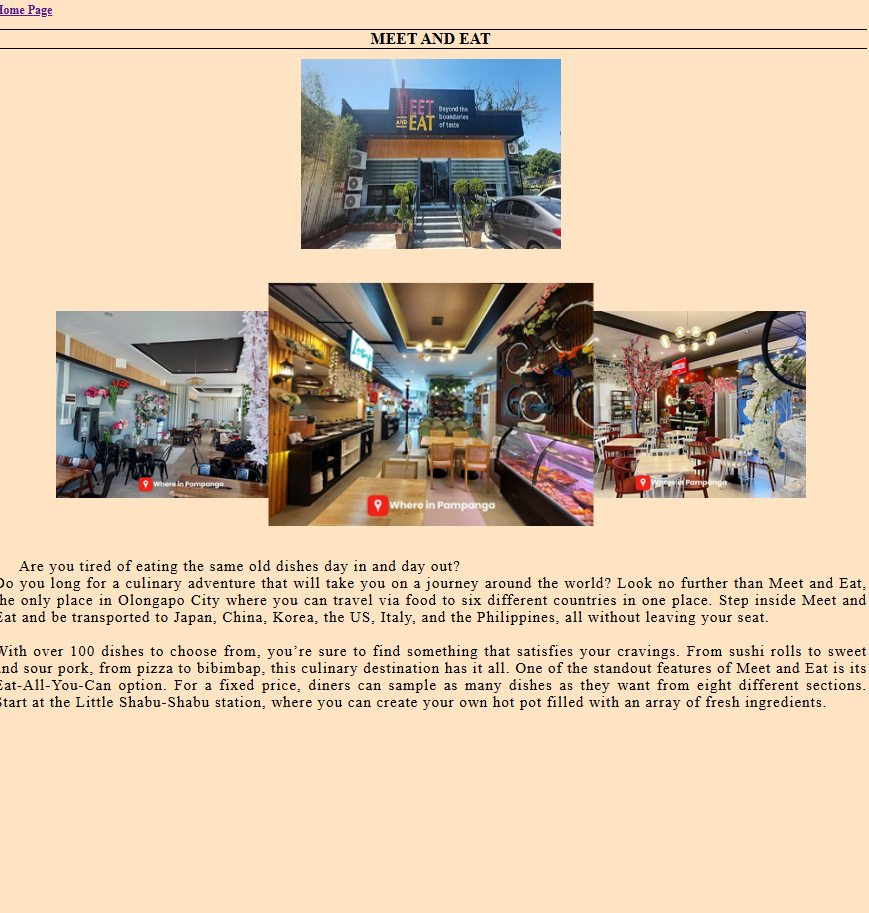 Home Page
MEET AND EAT
MEET
AND EAT
Beyond the
boundaries
of taste
Where in Pampanga
Where in Pampanga
Where in Pampanga
Are you tired of eating the same old dishes day in and day out?
Do you long for a culinary adventure that will take you on a journey around the world? Look no further than Meet and Eat,
the only place in Olongapo City where you can travel via food to six different countries in one place. Step inside Meet and
Eat and be transported to Japan, China, Korea, the US, Italy, and the Philippines, all without leaving your seat.
With over 100 dishes to choose from, you’re sure to find something that satisfies your cravings. From sushi rolls to sweet
and sour pork, from pizza to bibimbap, this culinary destination has it all. One of the standout features of Meet and Eat is its
Eat-All-You-Can option. For a fixed price, diners can sample as many dishes as they want from eight different sections.
Start at the Little Shabu-Shabu station, where you can create your own hot pot filled with an array of fresh ingredients.